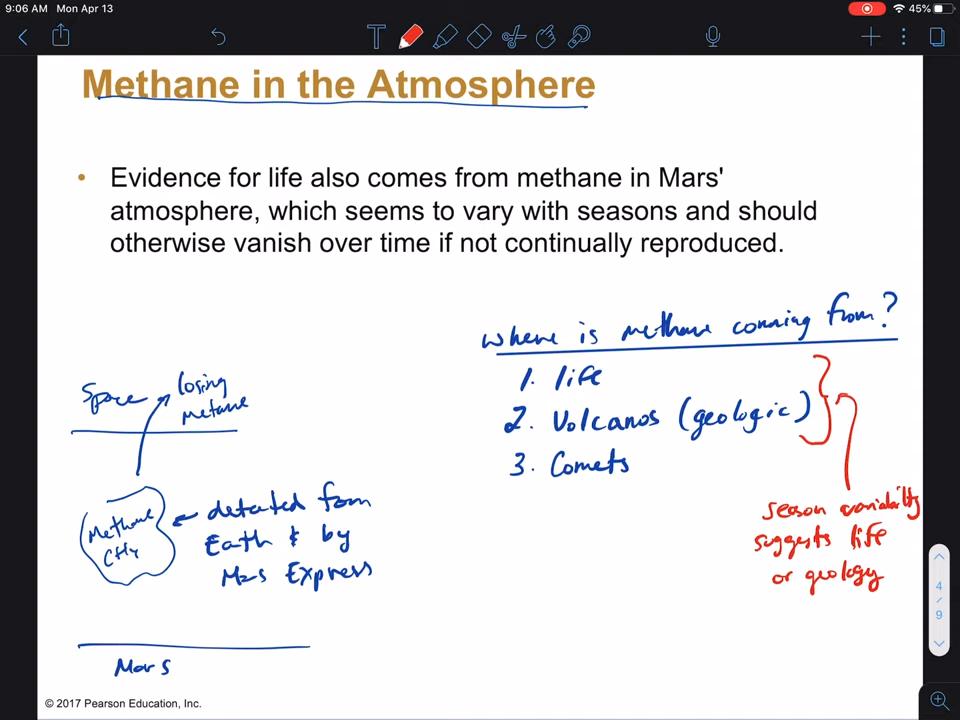 9:06 AM Mon Apr 13
45%
Methane in the Atmosphere
• Evidence for life also comes from methane in Mars'
atmosphere, which seems to vary with seasons and should
otherwise vanish over time if not continually reproduced.
Where is methane comming from?
1. life
2. Volcanos (geologic)
3. Comets
Space
losing
metane
Methane
CH4
detected from
Eath & by
Mars Express
season variability
suggests life
or geology
Mars
4
/
9
© 2017 Pearson Education, Inc.